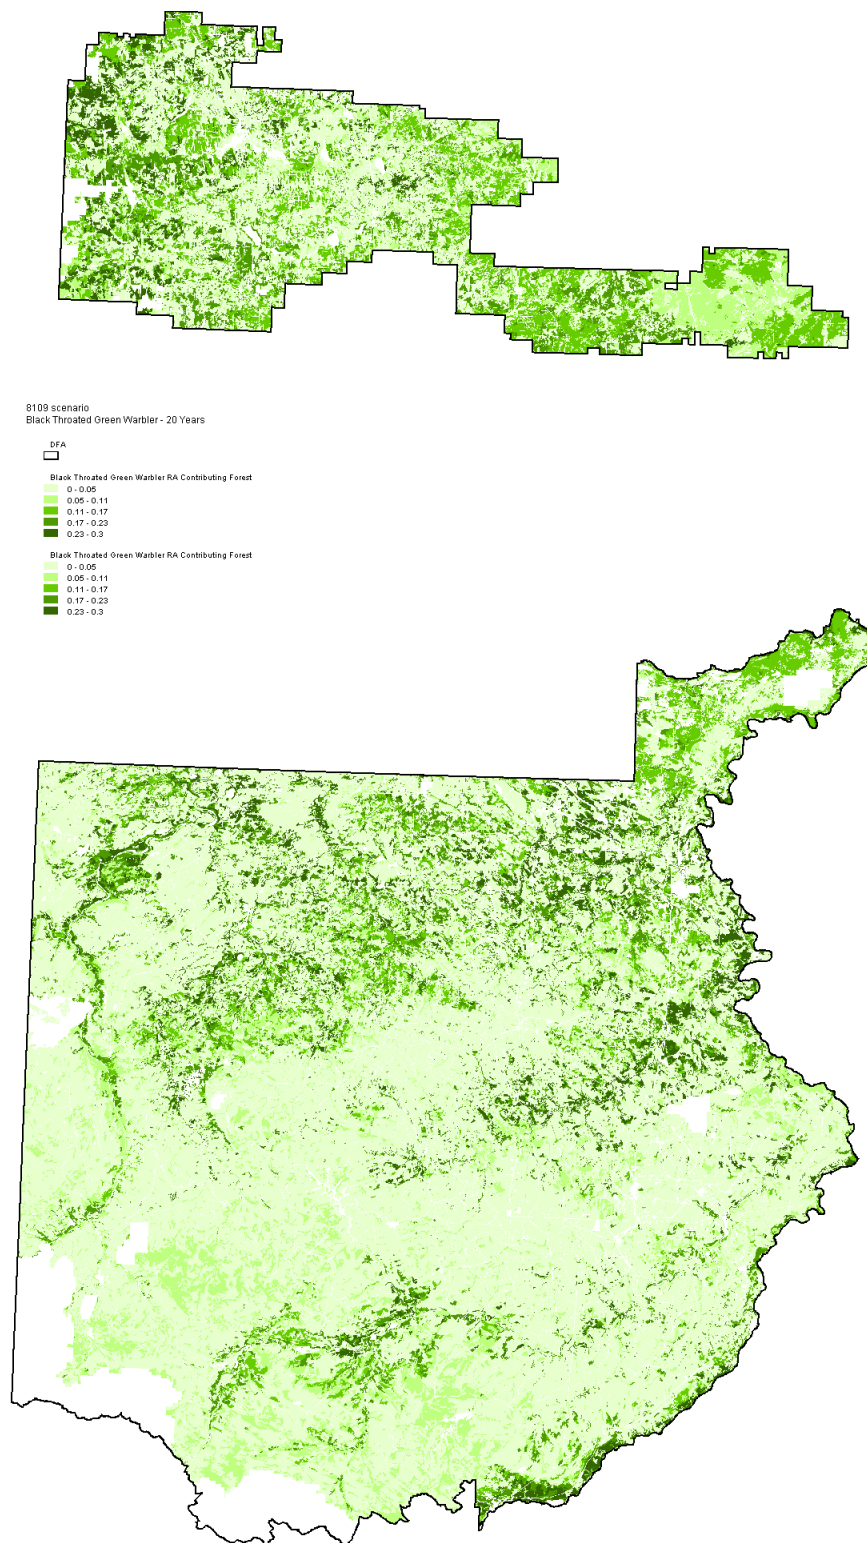 8109 scenario
Black Throated Green Warbler - 20 Years
DFA
Black Throated Green Warbler RA Contributing Forest
0 - 0.05
0.05 - 0.11
0.11 - 0.17
0.17 - 0.23
0.23 - 0.3
Black Throated Green Warbler RA Contributing Forest
0 - 0.05
0.05 - 0.11
0.11 - 0.17
0.17 - 0.23
0.23 - 0.3